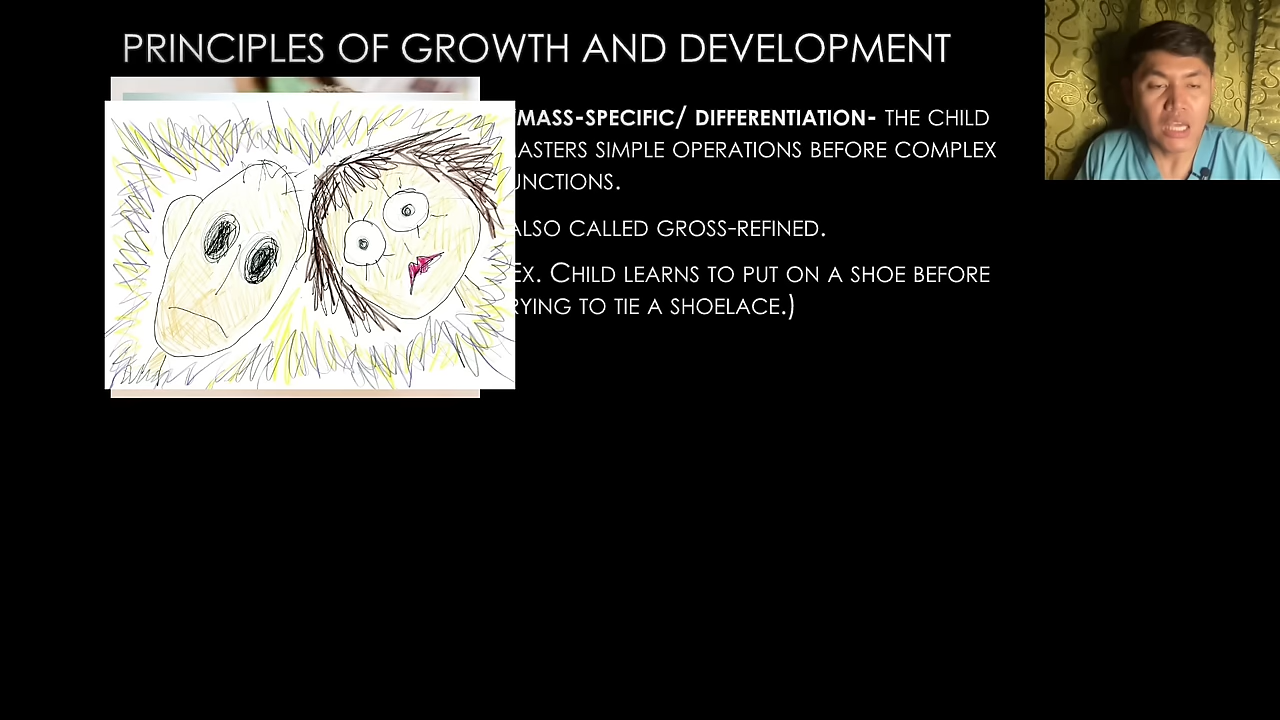 PRINCIPLES OF GROWTH AND DEVELOPMENT
MASS-SPECIFIC/ DIFFERENTIATION- THE CHILD
ASTERS SIMPLE OPERATIONS BEFORE COMPLEX
UNCTIONS.
ALSO CALLED GROSS-REFINED.
EX. CHILD LEARNS TO PUT ON A SHOE BEFORE
RYING TO TIE A SHOELACE.)